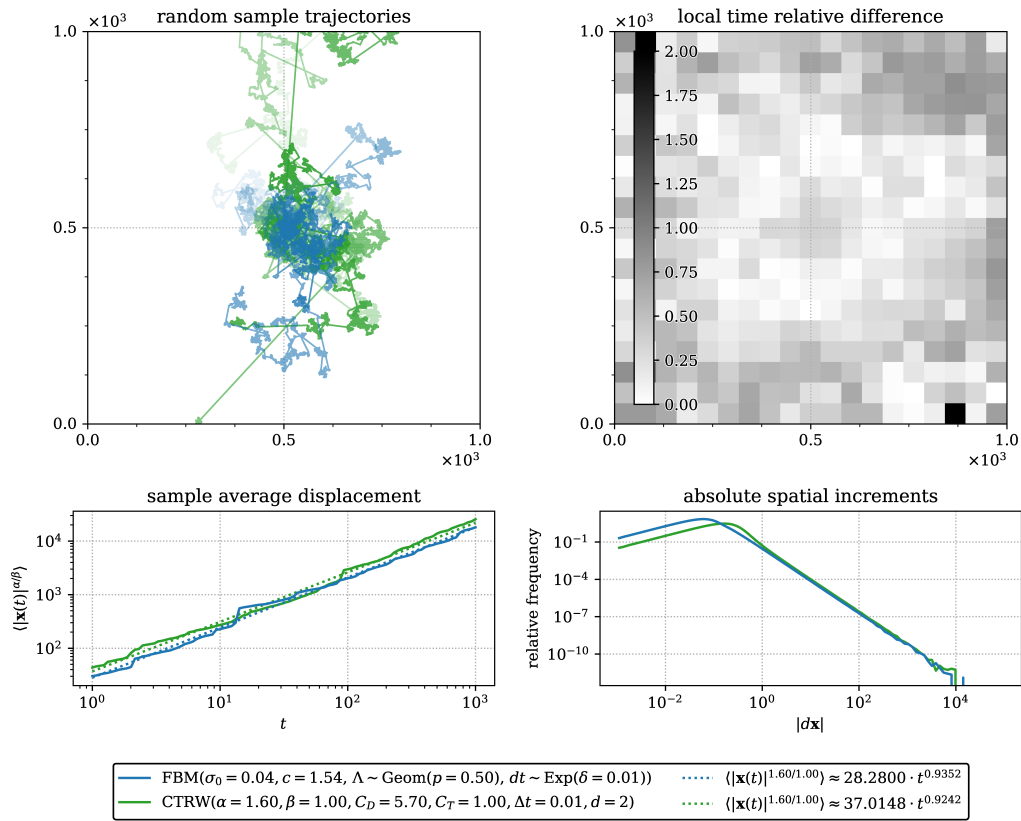 random sample trajectories
×10³
1.0
0.5
0.0
0.0 0.5 1.0
×10³
local time relative difference
×10³
1.0
0.5
0.0
2.00
1.75
1.50
1.25
1.00
0.75
0.50
0.25
0.00
0.0 0.5 1.0
×10³
sample average displacement
⟨|x(t)|^{α/β}⟩
10⁴
10³
10²
10⁰ 10¹ 10² 10³
t
absolute spatial increments
relative frequency
10⁻¹
10⁻⁴
10⁻⁷
10⁻¹⁰
10⁻² 10⁰ 10² 10⁴
|dx|
FBM(σ₀ = 0.04, c = 1.54, Λ ~ Geom(p = 0.50), dt ~ Exp(δ = 0.01))
CTRW(α = 1.60, β = 1.00, C_D = 5.70, C_T = 1.00, Δt = 0.01, d = 2)
⟨|x(t)|^{1.60/1.00}⟩ ≈ 28.2800 · t^{0.9352}
⟨|x(t)|^{1.60/1.00}⟩ ≈ 37.0148 · t^{0.9242}